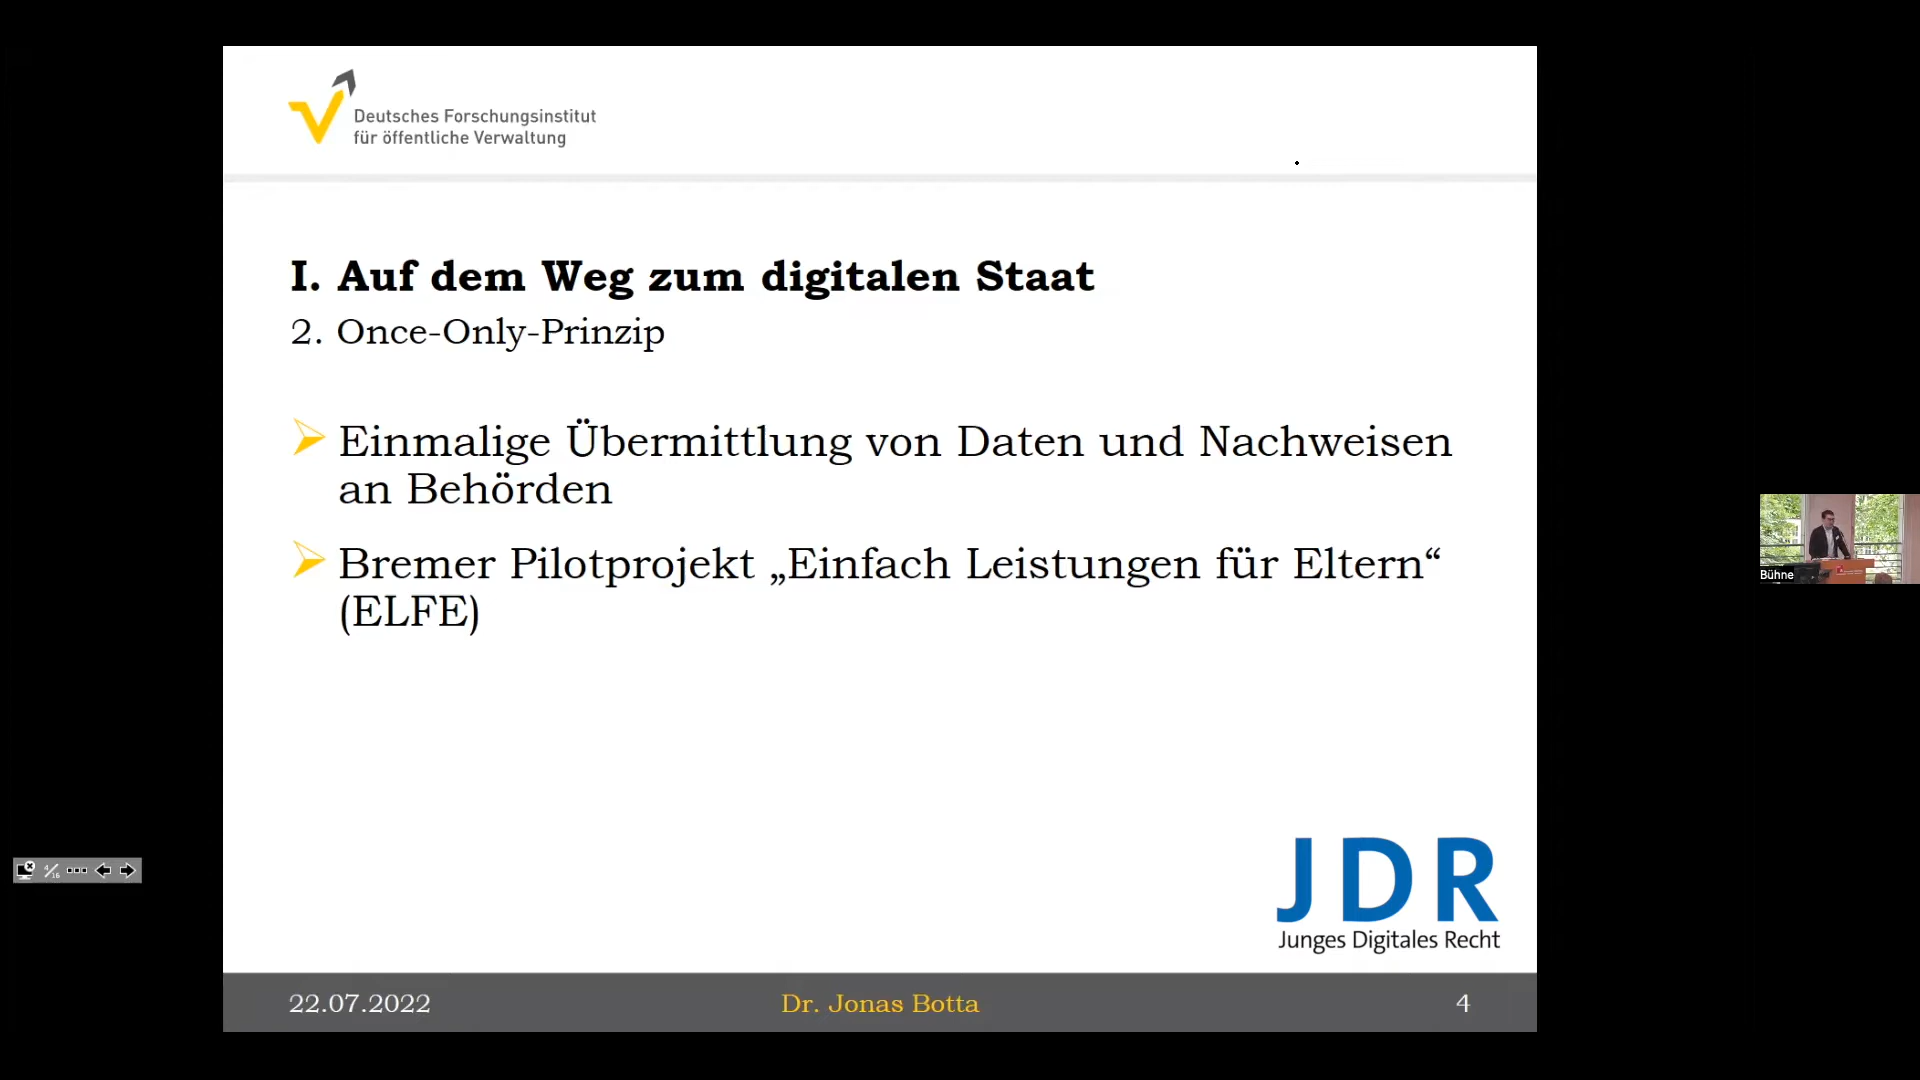 Deutsches Forschungsinstitut
für öffentliche Verwaltung
I. Auf dem Weg zum digitalen Staat
2. Once-Only-Prinzip
Einmalige Übermittlung von Daten und Nachweisen
an Behörden
Bremer Pilotprojekt „Einfach Leistungen für Eltern“
(ELFE)
Bühne
4/16
JDR
Junges Digitales Recht
22.07.2022
Dr. Jonas Botta
4